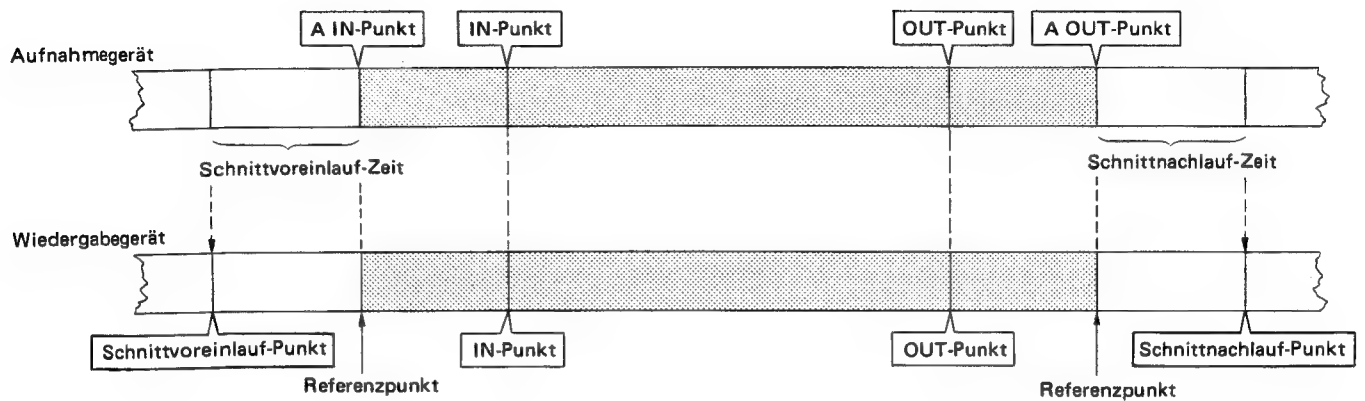 A IN-Punkt
IN-Punkt
OUT-Punkt
A OUT-Punkt
Aufnahmegerät
Schnittvoreinlauf-Zeit
Schnittnachlauf-Zeit
Wiedergabegerät
Schnittvoreinlauf-Punkt
IN-Punkt
OUT-Punkt
Schnittnachlauf-Punkt
Referenzpunkt
Referenzpunkt